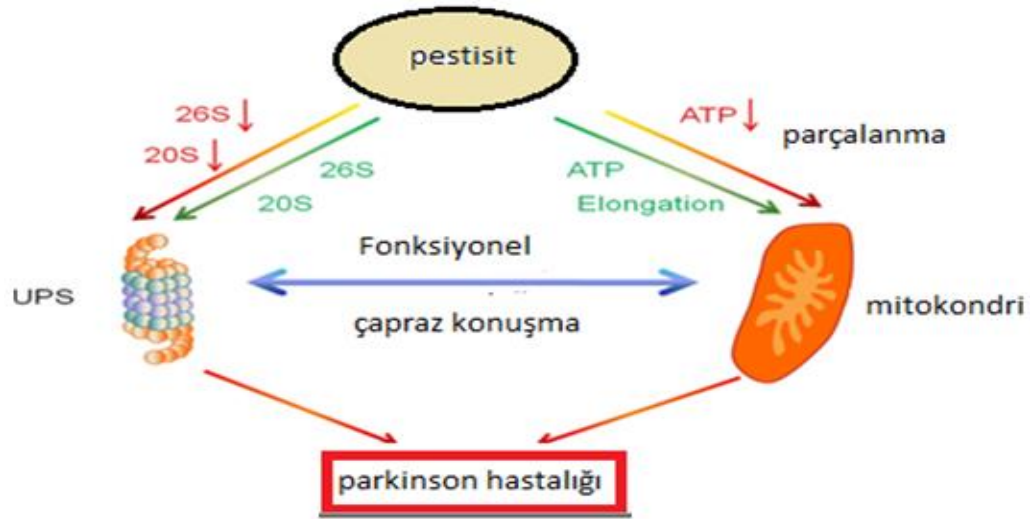 pestisit
26S↓
20S↓
26S
20S
ATP↓
parçalanma
ATP
Elongation
Fonksiyonel
çapraz konuşma
UPS
mitokondri
parkinson hastalığı